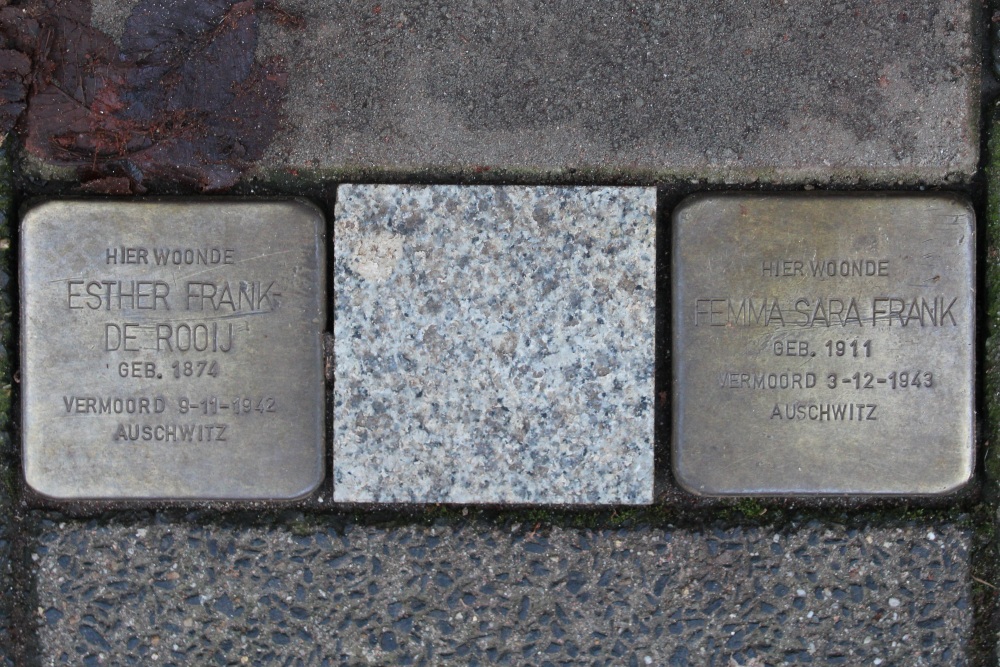 HIER WOONDE
ESTHER FRANK-
DE ROOIJ
GEB. 1874
VERMOORD 9-11-1942
AUSCHWITZ
HIER WOONDE
FEMMA SARA FRANK
GEB. 1911
VERMOORD 3-12-1943
AUSCHWITZ